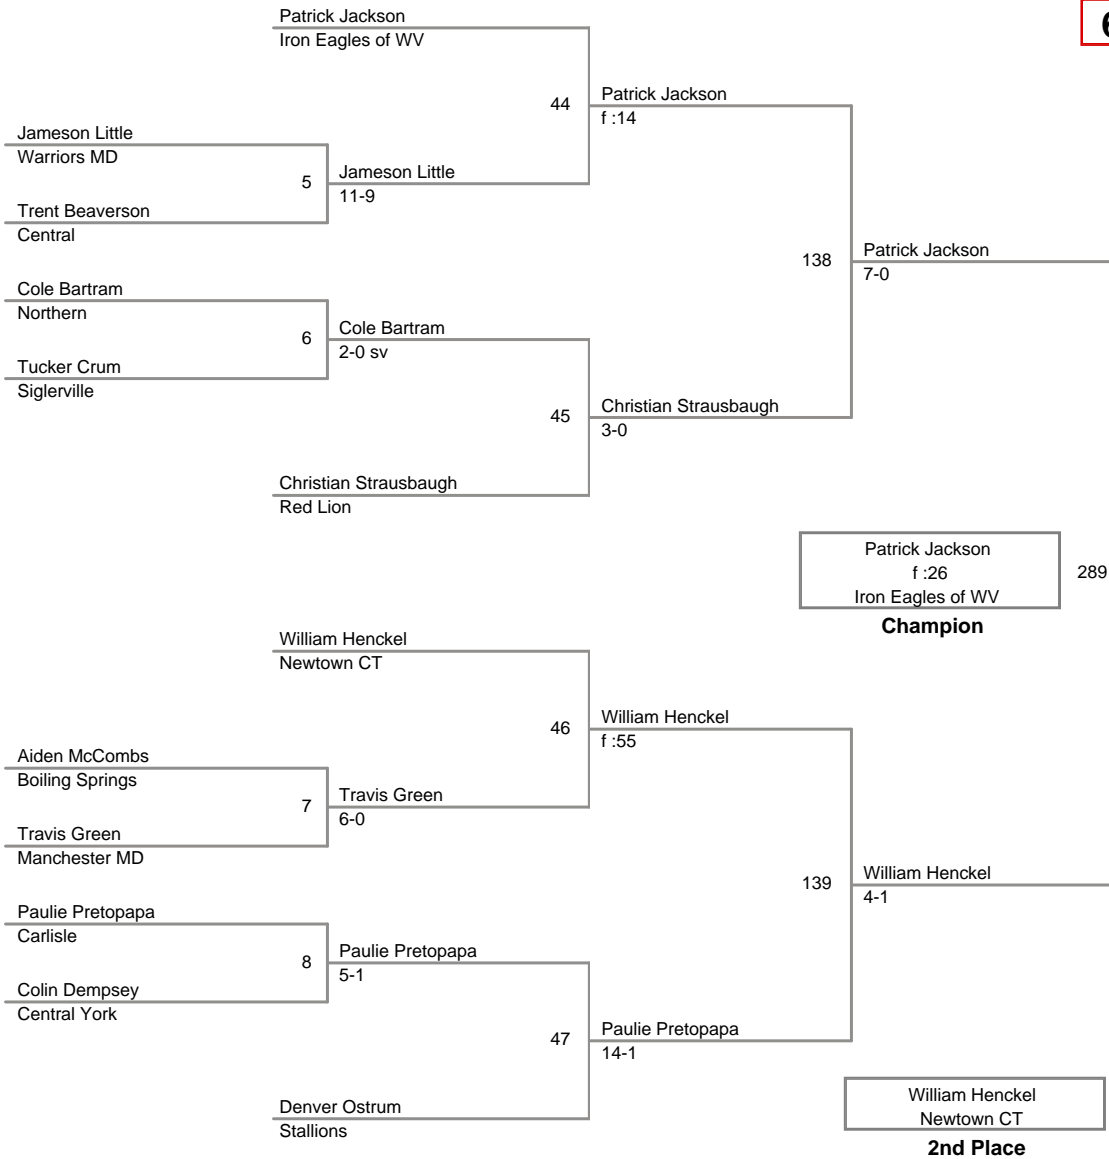 Patrick Jackson
Iron Eagles of WV
6
44
Patrick Jackson
f :14
Jameson Little
Warriors MD
5
Jameson Little
11-9
Trent Beaverson
Central
138
Patrick Jackson
7-0
Cole Bartram
Northern
6
Cole Bartram
2-0 sv
Tucker Crum
Siglerville
45
Christian Strausbaugh
3-0
Christian Strausbaugh
Red Lion
Patrick Jackson
f :26
Iron Eagles of WV
289
Champion
William Henckel
Newtown CT
46
William Henckel
f :55
Aiden McCombs
Boiling Springs
7
Travis Green
6-0
Travis Green
Manchester MD
139
William Henckel
4-1
Paulie Pretopapa
Carlisle
8
Paulie Pretopapa
5-1
Colin Dempsey
Central York
47
Paulie Pretopapa
14-1
Denver Ostrum
Stallions
William Henckel
Newtown CT
2nd Place